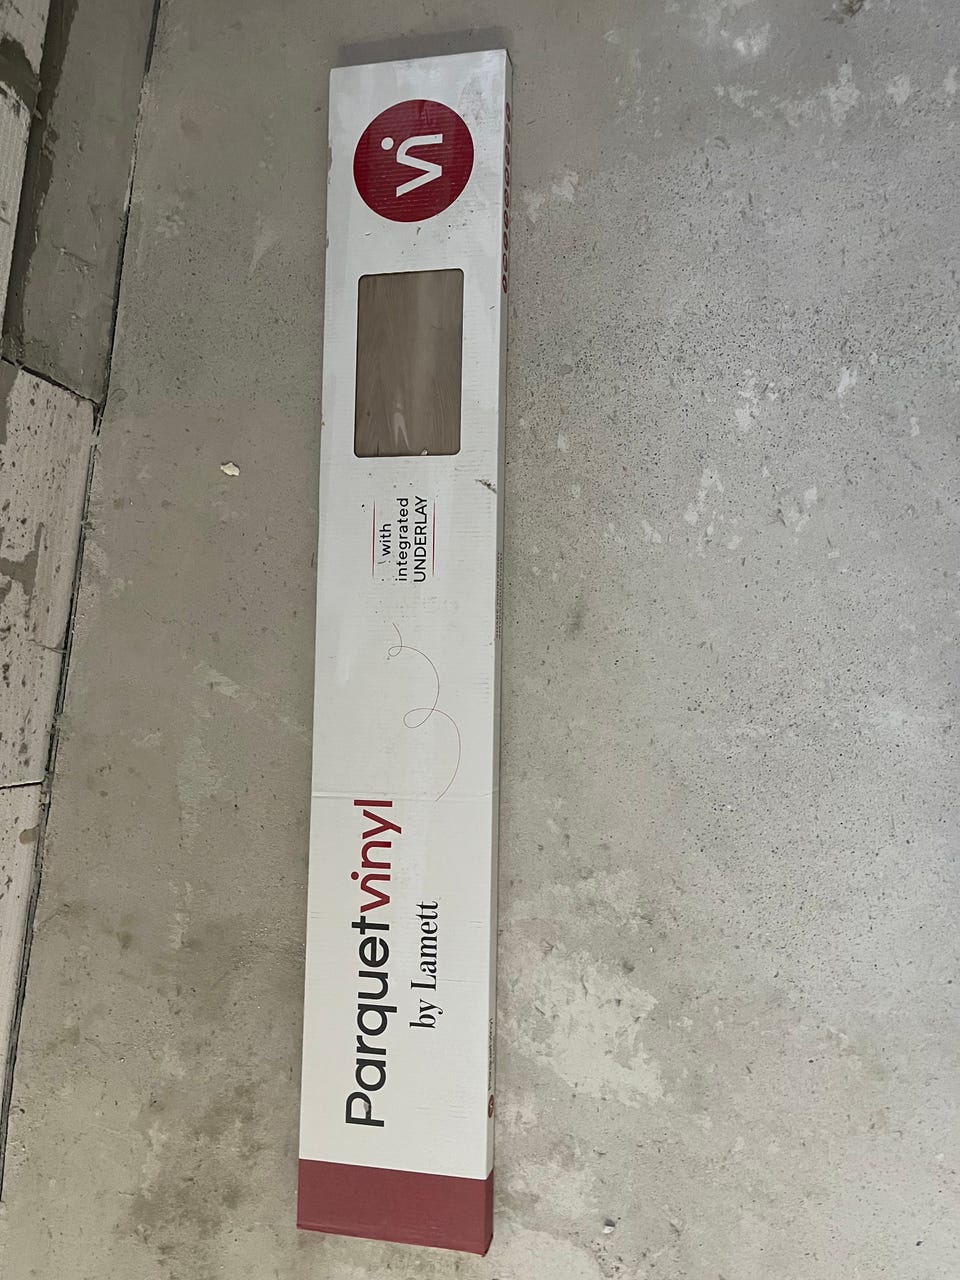 Parquetvinyl
by Lamett
with
integrated
UNDERLAY
vi